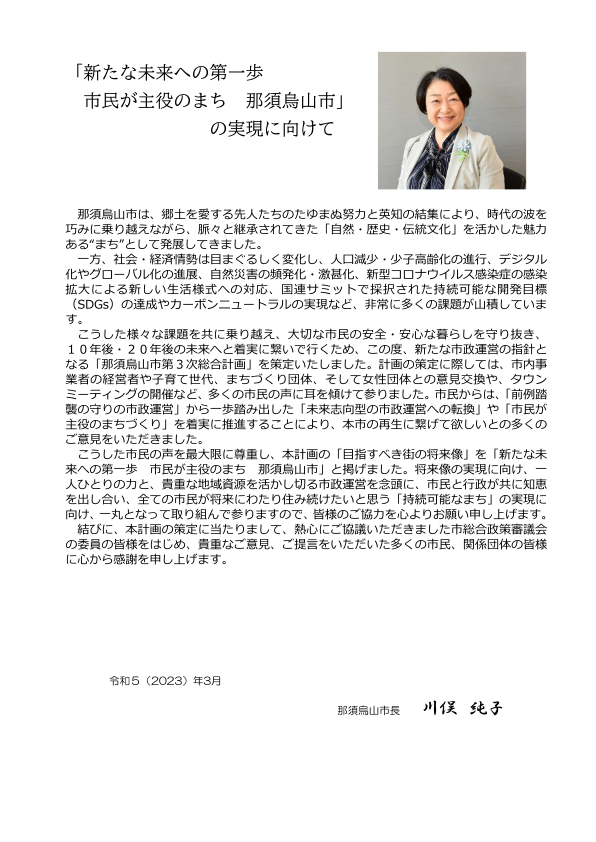 「新たな未来への第一歩
市民が主役のまち　那須烏山市」
の実現に向けて
那須烏山市は、郷土を愛する先人たちのたゆまぬ努力と英知の結集により、時代の波を
巧みに乗り越えながら、脈々と継承されてきた「自然・歴史・伝統文化」を活かした魅力
ある“まち”として発展してきました。
一方、社会・経済情勢は目まぐるしく変化し、人口減少・少子高齢化の進行、デジタル
化やグローバル化の進展、自然災害の頻発化・激甚化、新型コロナウイルス感染症の感染
拡大による新しい生活様式への対応、国連サミットで採択された持続可能な開発目標
（SDGs）の達成やカーボンニュートラルの実現など、非常に多くの課題が山積していま
す。
こうした様々な課題を共に乗り越え、大切な市民の安全・安心な暮らしを守り抜き、
１０年後・２０年後の未来へと着実に繋いで行くため、この度、新たな市政運営の指針と
なる「那須烏山市第３次総合計画」を策定いたしました。計画の策定に際しては、市内事
業者の経営者や子育て世代、まちづくり団体、そして女性団体との意見交換や、タウン
ミーティングの開催など、多くの市民の声に耳を傾けて参りました。市民からは、「前例踏
襲の守りの市政運営」から一歩踏み出した「未来志向型の市政運営への転換」や「市民が
主役のまちづくり」を着実に推進することにより、本市の再生に繋げて欲しいとの多くの
ご意見をいただきました。
こうした市民の声を最大限に尊重し、本計画の「目指すべき街の将来像」を「新たな未
来への第一歩　市民が主役のまち　那須烏山市」と掲げました。将来像の実現に向け、一
人ひとりの力と、貴重な地域資源を活かし切る市政運営を念頭に、市民と行政が共に知恵
を出し合い、全ての市民が将来にわたり住み続けたいと思う「持続可能なまち」の実現に
向け、一丸となって取り組んで参りますので、皆様のご協力を心よりお願い申し上げます。
結びに、本計画の策定に当たりまして、熱心にご協議いただきました市総合政策審議会
の委員の皆様をはじめ、貴重なご意見、ご提言をいただいた多くの市民、関係団体の皆様
に心から感謝を申し上げます。
令和５（2023）年3月
那須烏山市長　川俣　純子